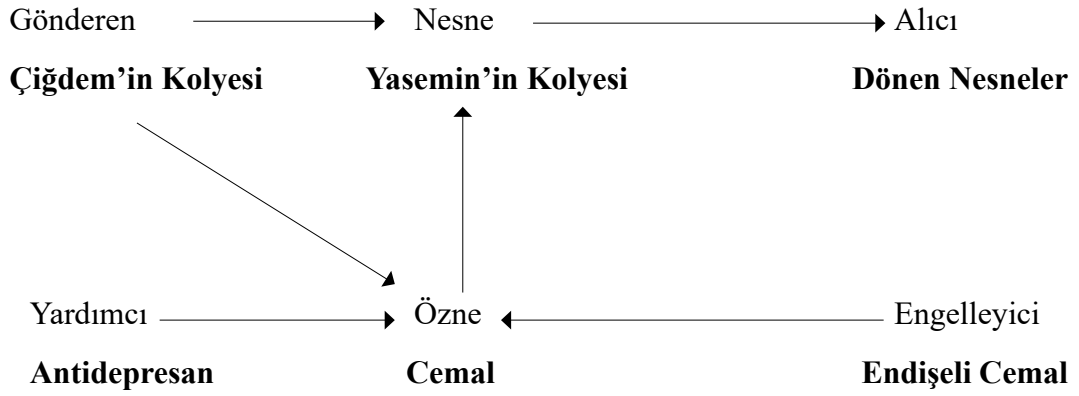 Gönderen Nesne Alıcı
Çiğdem’in Kolyesi Yasemin’in Kolyesi Dönen Nesneler
Yardımcı Özne Engelleyici
Antidepresan Cemal Endişeli Cemal